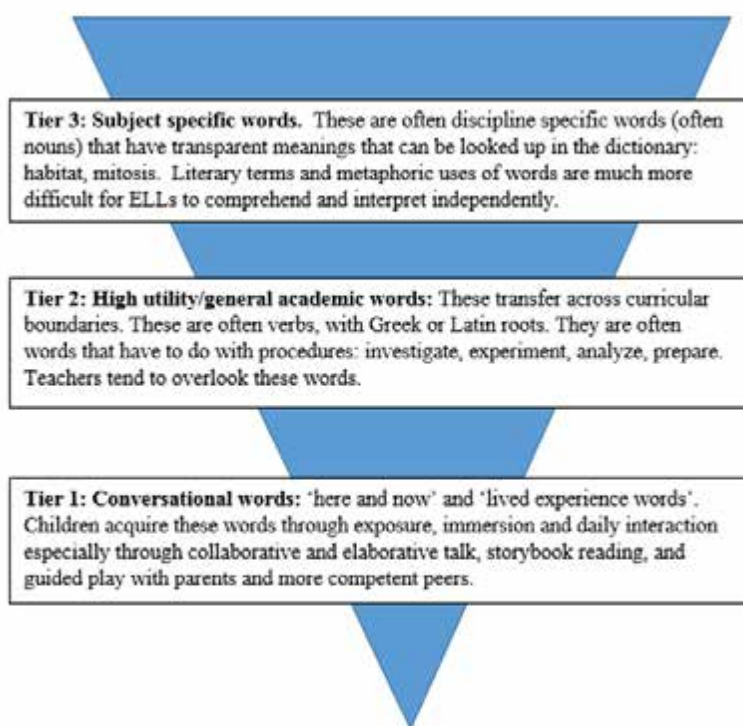 Tier 3: Subject specific words. These are often discipline specific words (often
nouns) that have transparent meanings that can be looked up in the dictionary:
habitat, mitosis. Literary terms and metaphoric uses of words are much more
difficult for ELLs to comprehend and interpret independently.
Tier 2: High utility/general academic words: These transfer across curricular
boundaries. These are often verbs, with Greek or Latin roots. They are often
words that have to do with procedures: investigate, experiment, analyze, prepare.
Teachers tend to overlook these words.
Tier 1: Conversational words: ‘here and now’ and ‘lived experience words’.
Children acquire these words through exposure, immersion and daily interaction
especially through collaborative and elaborative talk, storybook reading, and
guided play with parents and more competent peers.